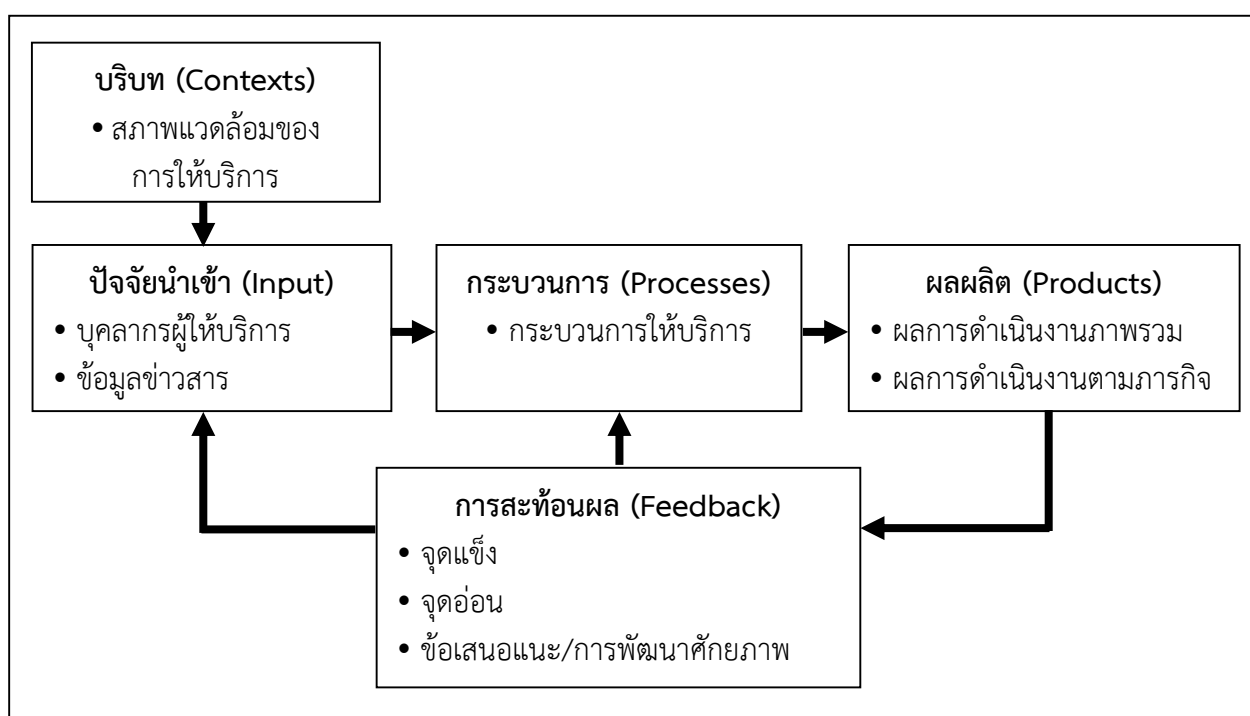 บริบท (Contexts)
• สภาพแวดล้อมของ
การให้บริการ
ปัจจัยนำเข้า (Input)
• บุคลากรผู้ให้บริการ
• ข้อมูลข่าวสาร
กระบวนการ (Processes)
• กระบวนการให้บริการ
ผลผลิต (Products)
• ผลการดำเนินงานภาพรวม
• ผลการดำเนินงานตามภารกิจ
การสะท้อนผล (Feedback)
• จุดแข็ง
• จุดอ่อน
• ข้อเสนอแนะ/การพัฒนาศักยภาพ